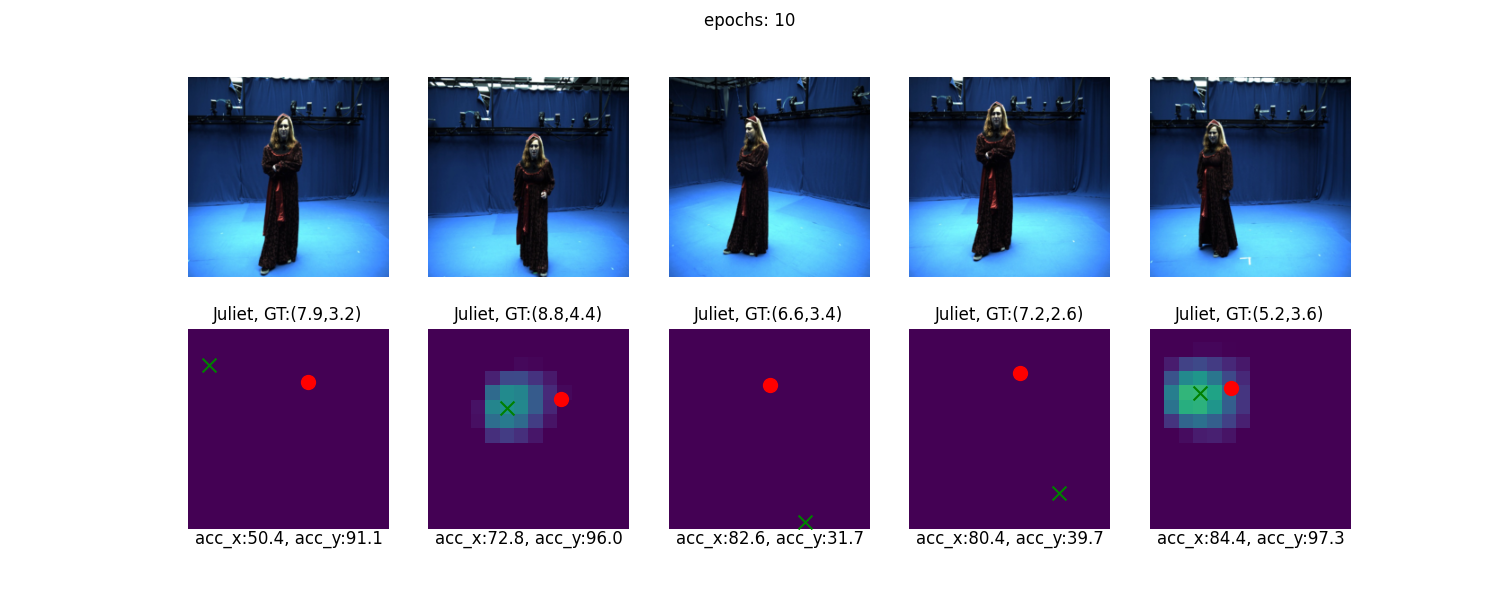 epochs: 10
Juliet, GT:(7.9,3.2)
Juliet, GT:(8.8,4.4)
Juliet, GT:(6.6,3.4)
Juliet, GT:(7.2,2.6)
Juliet, GT:(5.2,3.6)
acc_x:50.4, acc_y:91.1
acc_x:72.8, acc_y:96.0
acc_x:82.6, acc_y:31.7
acc_x:80.4, acc_y:39.7
acc_x:84.4, acc_y:97.3